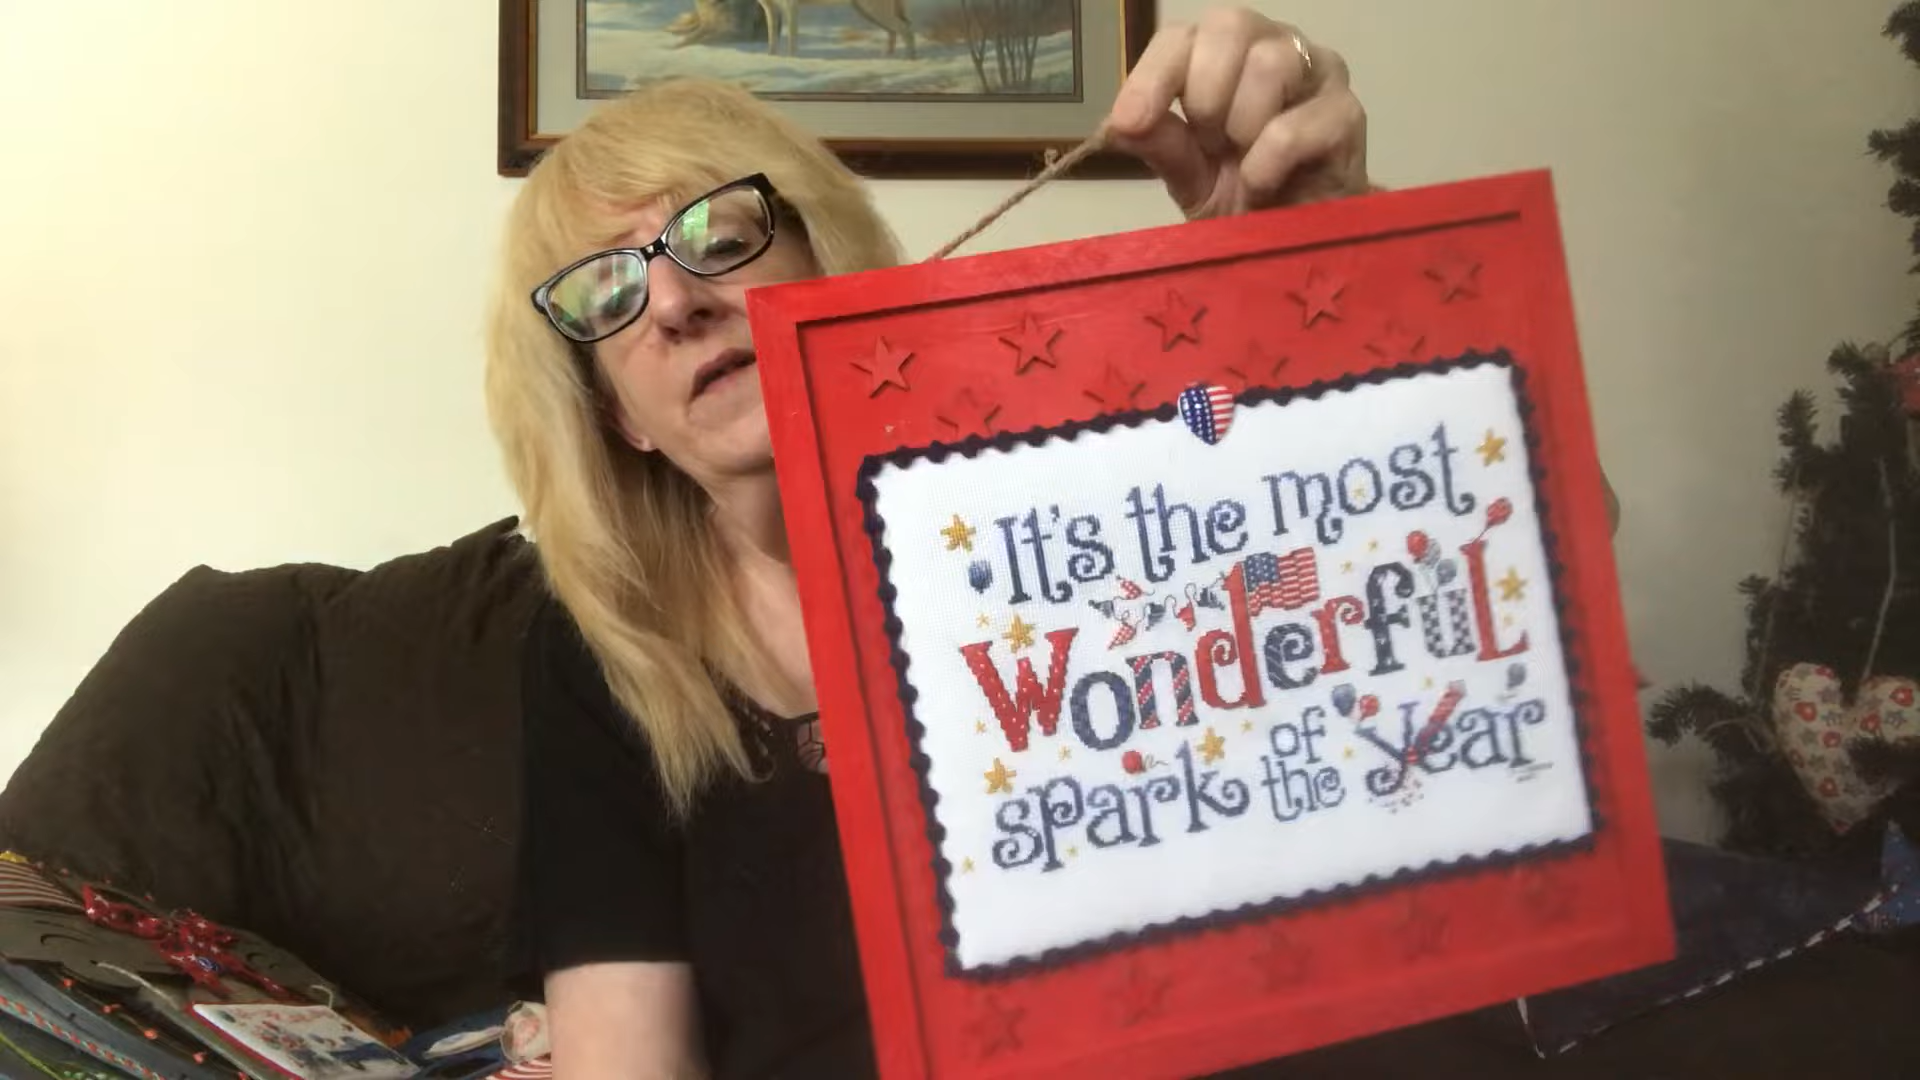 It's the most
Wonderful
spark of the Year